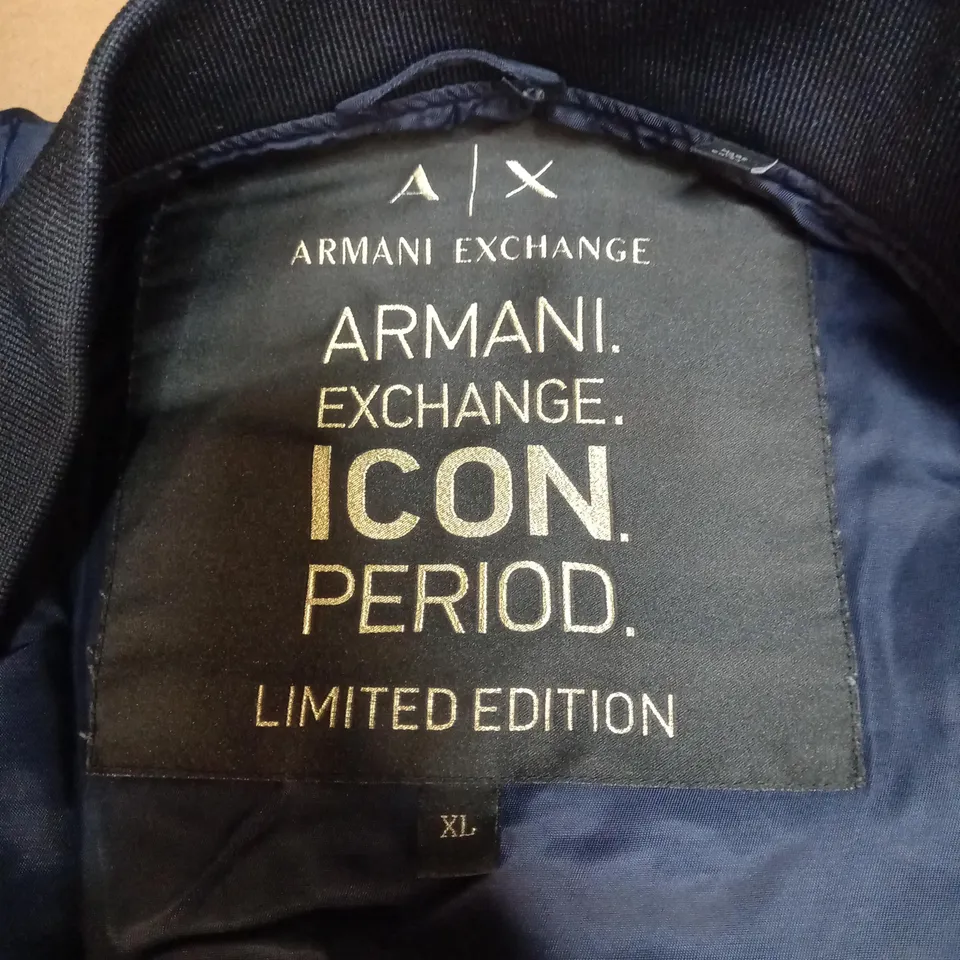 A|X
ARMANI EXCHANGE
ARMANI.
EXCHANGE.
ICON.
PERIOD.
LIMITED EDITION
XL